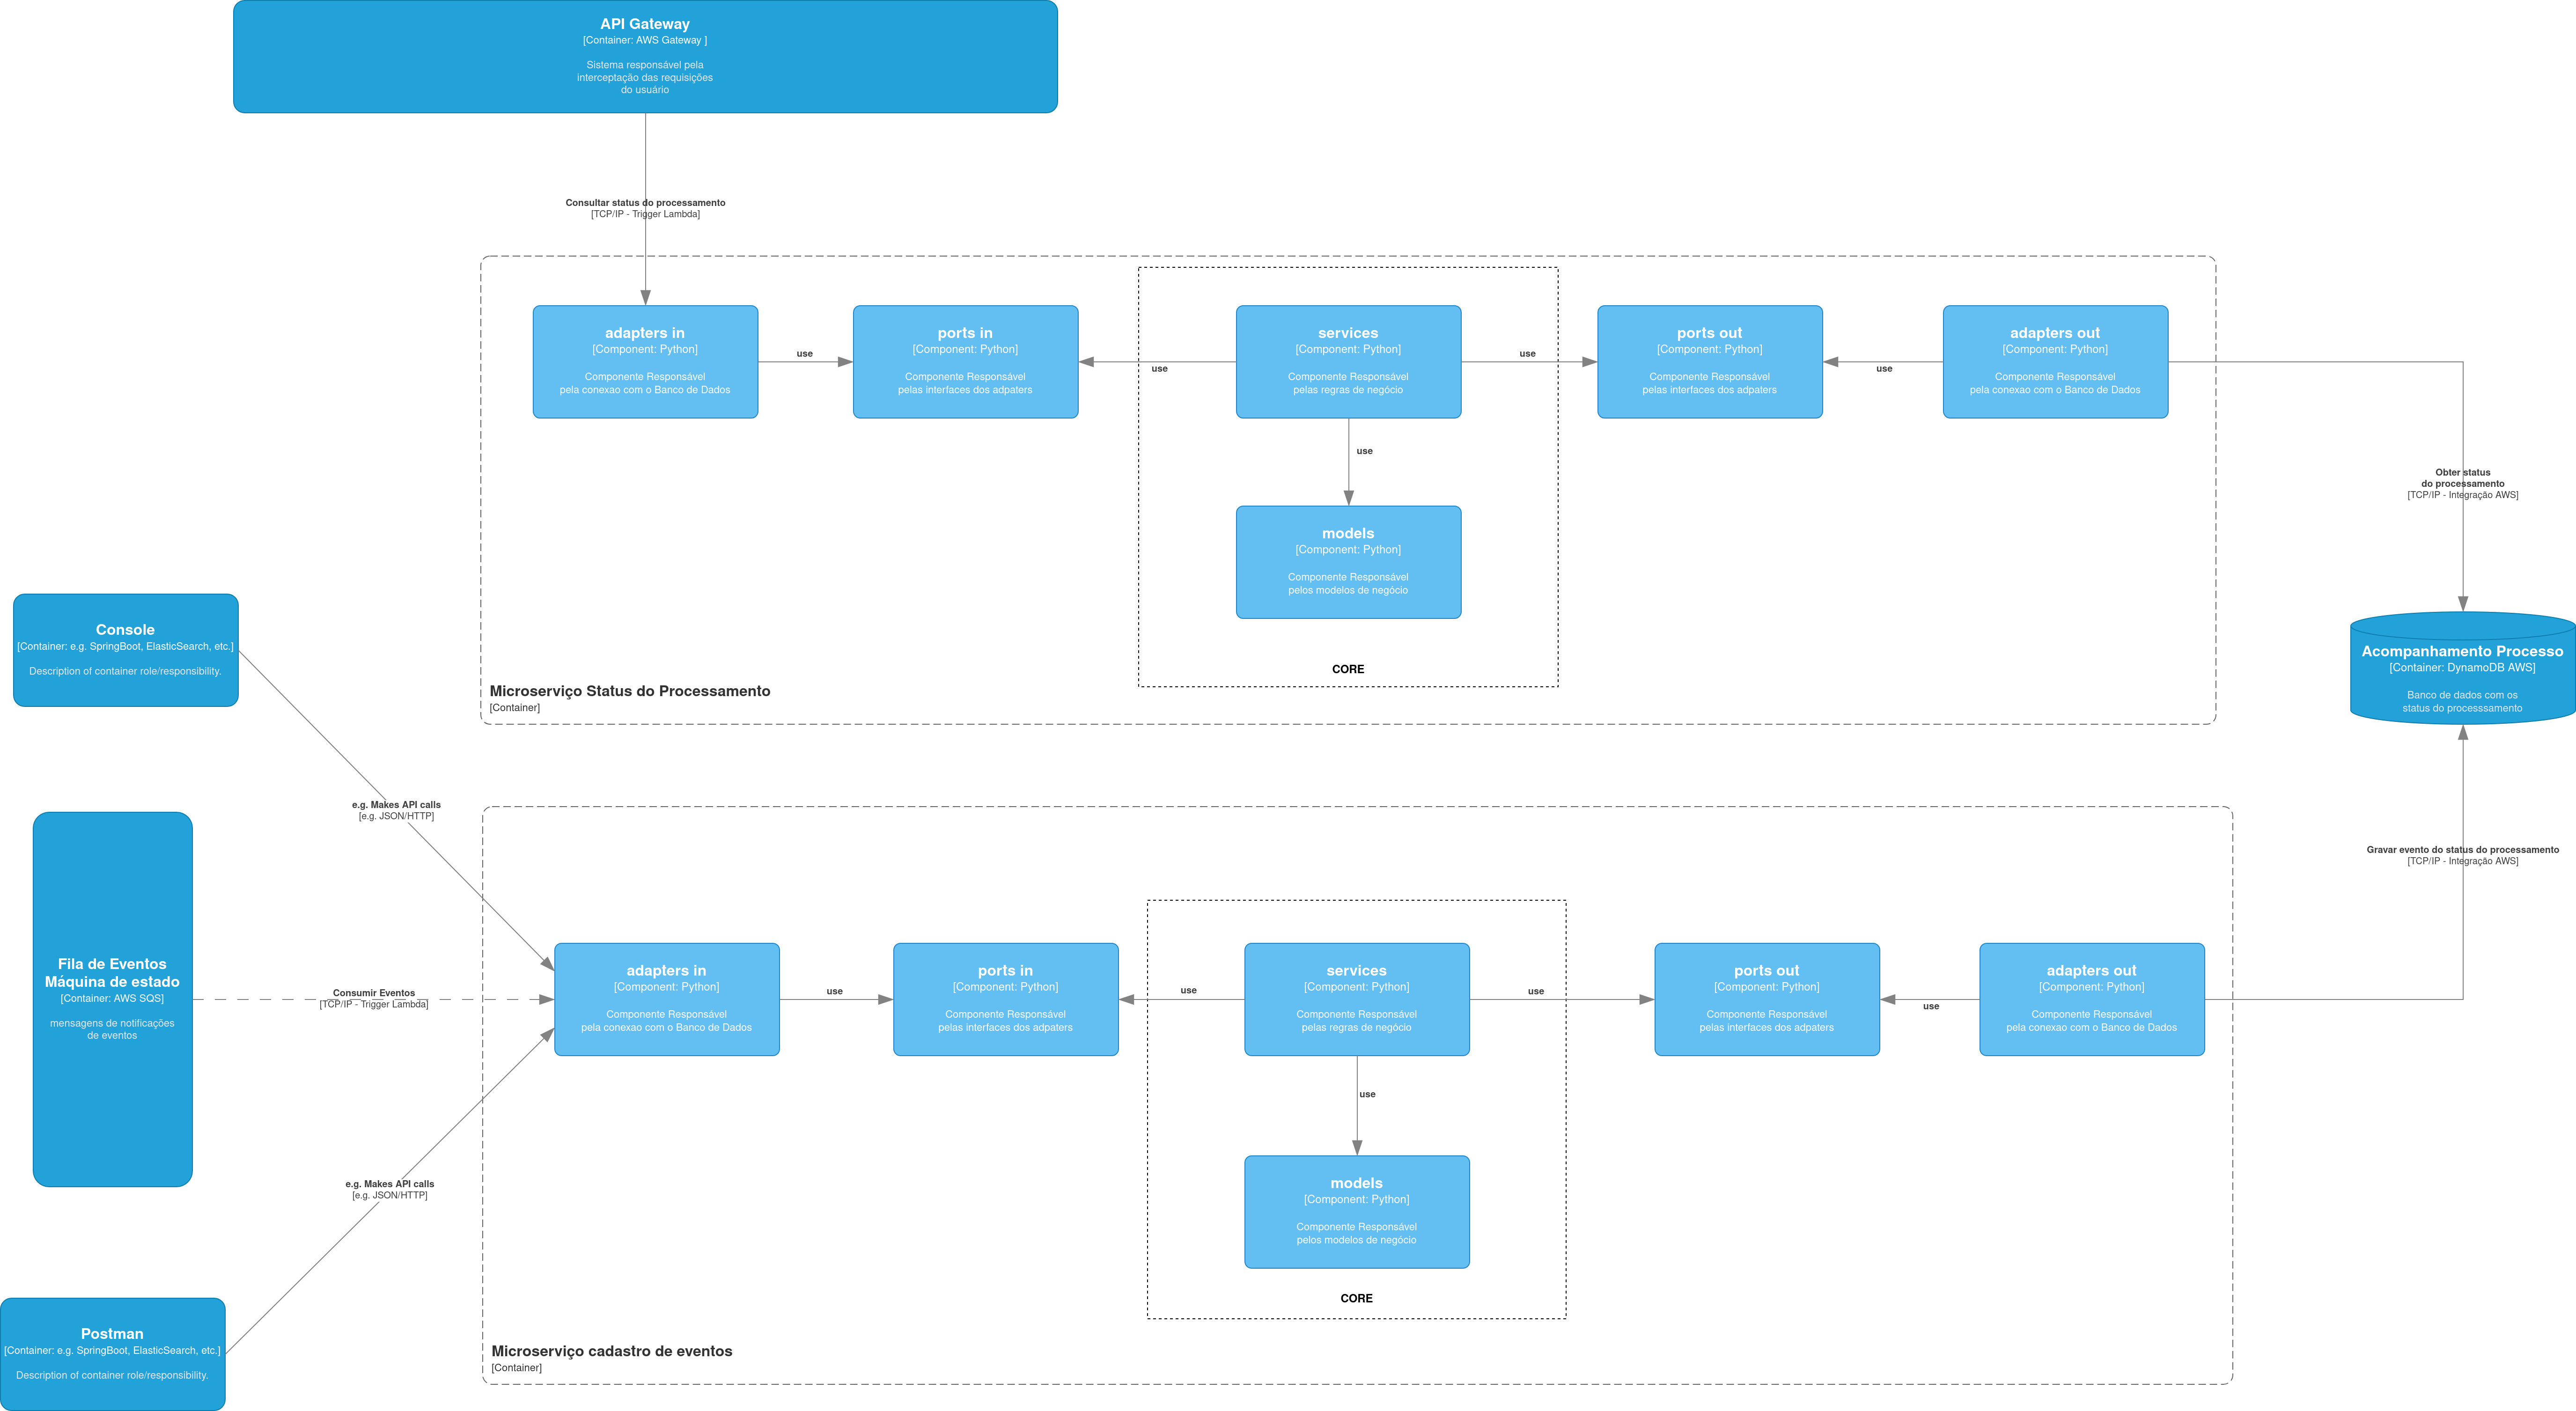 API Gateway
[Container: AWS Gateway ]
Sistema responsável pela
interceptação das requisições
do usuário
Consultar status do processamento
[TCP/IP - Trigger Lambda]
adapters in
[Component: Python]
Componente Responsável
pela conexao com o Banco de Dados
use
ports in
[Component: Python]
Componente Responsável
pelas interfaces dos adpaters
use
services
[Component: Python]
Componente Responsável
pelas regras de negócio
use
ports out
[Component: Python]
Componente Responsável
pelas interfaces dos adpaters
use
adapters out
[Component: Python]
Componente Responsável
pela conexao com o Banco de Dados
use
models
[Component: Python]
Componente Responsável
pelos modelos de negócio
CORE
Microserviço Status do Processamento
[Container]
Obter status
do processamento
[TCP/IP - Integração AWS]
Acompanhamento Processo
[Container: DynamoDB AWS]
Banco de dados com os
status do processsamento
Gravar evento do status do processamento
[TCP/IP - Integração AWS]
Console
[Container: e.g. SpringBoot, ElasticSearch, etc.]
Description of container role/responsibility.
e.g. Makes API calls
[e.g. JSON/HTTP]
Fila de Eventos
Máquina de estado
[Container: AWS SQS]
mensagens de notificações
de eventos
Consumir Eventos
[TCP/IP - Trigger Lambda]
e.g. Makes API calls
[e.g. JSON/HTTP]
Postman
[Container: e.g. SpringBoot, ElasticSearch, etc.]
Description of container role/responsibility.
adapters in
[Component: Python]
Componente Responsável
pela conexao com o Banco de Dados
use
ports in
[Component: Python]
Componente Responsável
pelas interfaces dos adpaters
use
services
[Component: Python]
Componente Responsável
pelas regras de negócio
use
ports out
[Component: Python]
Componente Responsável
pelas interfaces dos adpaters
use
adapters out
[Component: Python]
Componente Responsável
pela conexao com o Banco de Dados
use
models
[Component: Python]
Componente Responsável
pelos modelos de negócio
CORE
Microserviço cadastro de eventos
[Container]